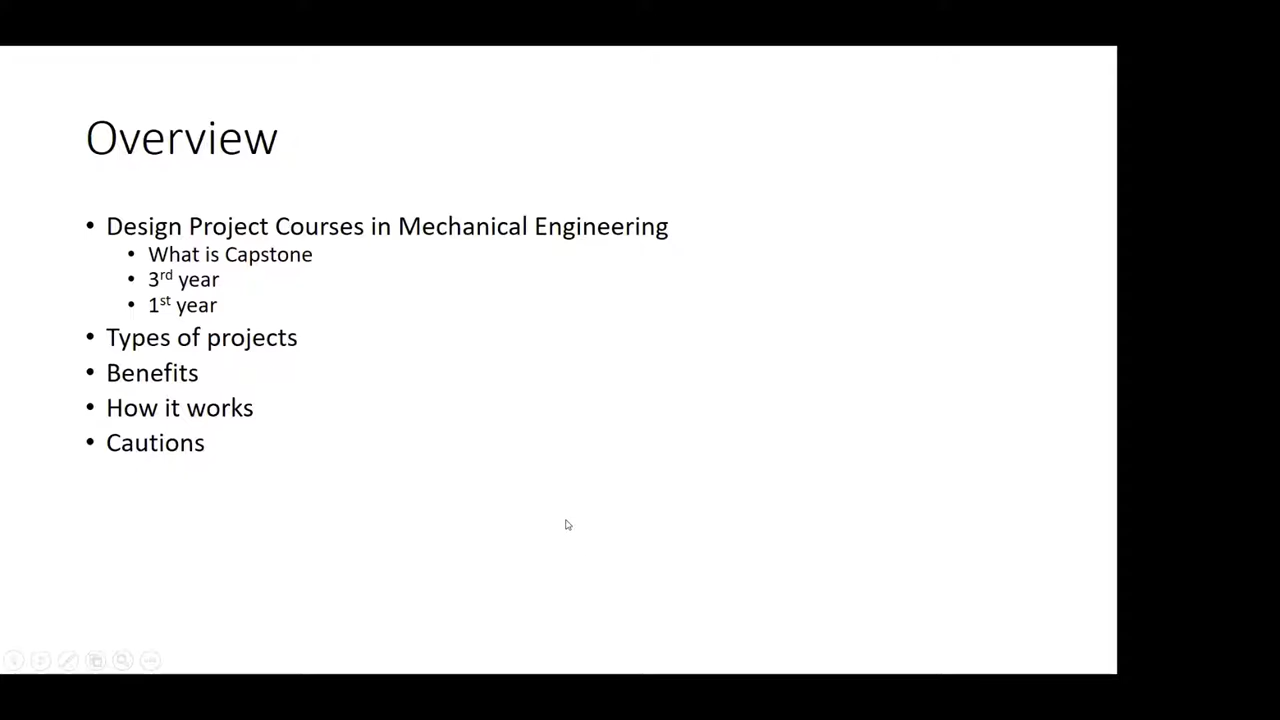 Overview
• Design Project Courses in Mechanical Engineering
• What is Capstone
• 3rd year
• 1st year
• Types of projects
• Benefits
• How it works
• Cautions